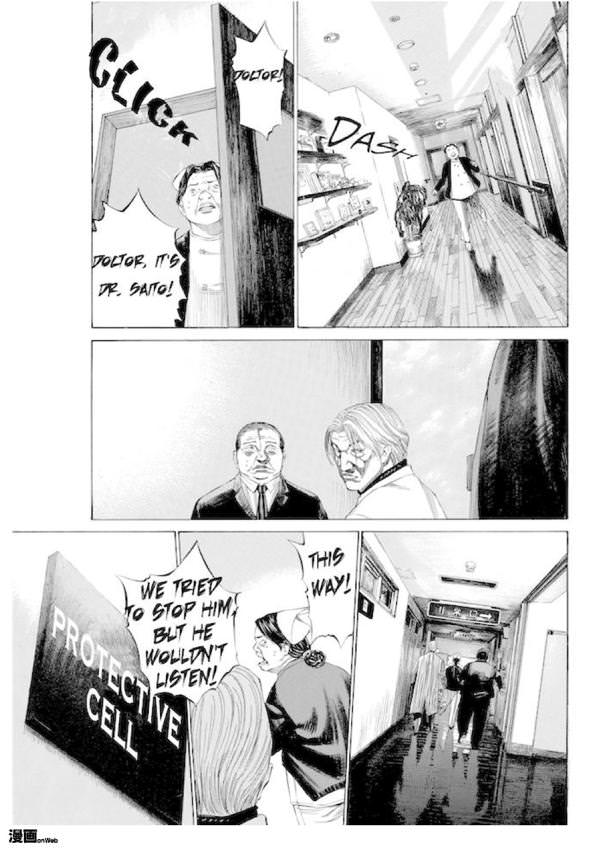 DASH
CLICK
DOCTOR!
DOCTOR, IT'S
DR. SAITO!
THIS
WAY!
WE TRIED
TO STOP HIM,
BUT HE
WOULDN'T
LISTEN!
PROTECTIVE
CELL
漫画onWeb